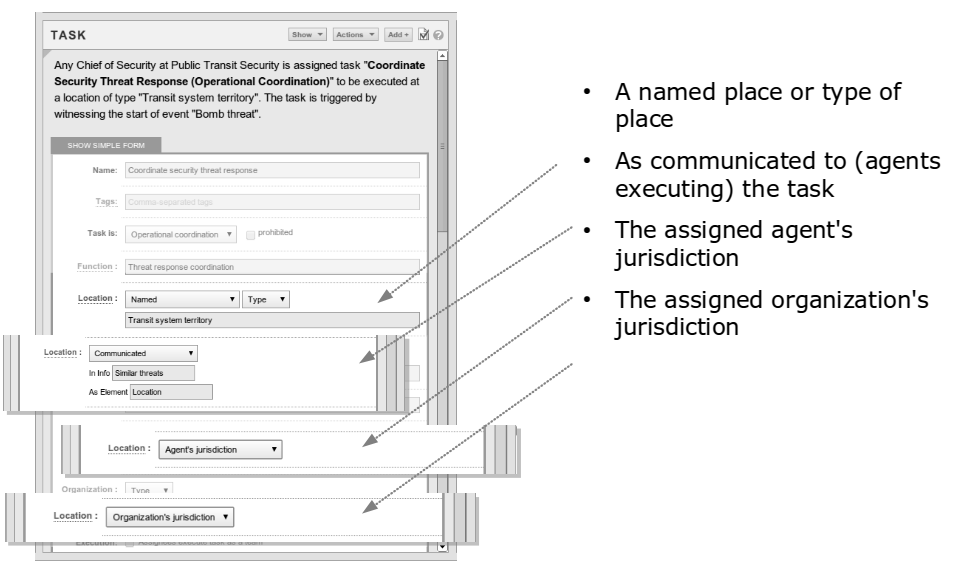 TASK
Show
Actions
Add +
Any Chief of Security at Public Transit Security is assigned task "Coordinate
Security Threat Response (Operational Coordination)" to be executed at
a location of type "Transit system territory". The task is triggered by
witnessing the start of event "Bomb threat".
SHOW SIMPLE FORM
Name: Coordinate security threat response
Tags: Comma-separated tags
Task is: Operational coordination prohibited
Function : Threat response coordination
Location : Named Type
Transit system territory
Location : Communicated
In Info Similar threats
As Element Location
Location : Agent's jurisdiction
Organization : Type
Location : Organization's jurisdiction
Execution: Assignees execute task as a team
• A named place or type of
place
• As communicated to (agents
executing) the task
• The assigned agent's
jurisdiction
• The assigned organization's
jurisdiction